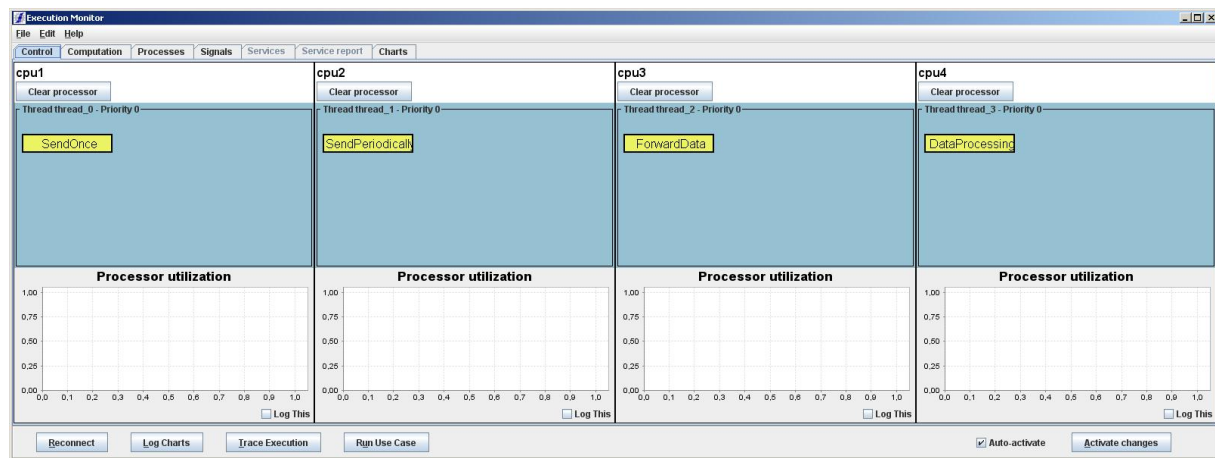 Execution Monitor
File Edit Help
Control Computation Processes Signals Services Service report Charts
cpu1 cpu2 cpu3 cpu4
Clear processor Clear processor Clear processor Clear processor
Thread thread_0 - Priority 0 Thread thread_1 - Priority 0 Thread thread_2 - Priority 0 Thread thread_3 - Priority 0
SendOnce SendPeriodically ForwardData DataProcessing
Processor utilization Processor utilization Processor utilization Processor utilization
1,00 1,00 1,00 1,00
0,75 0,75 0,75 0,75
0,50 0,50 0,50 0,50
0,25 0,25 0,25 0,25
0,00 0,00 0,00 0,00
0,0 0,1 0,2 0,3 0,4 0,5 0,6 0,7 0,8 0,9 1,0 0,0 0,1 0,2 0,3 0,4 0,5 0,6 0,7 0,8 0,9 1,0 0,0 0,1 0,2 0,3 0,4 0,5 0,6 0,7 0,8 0,9 1,0 0,0 0,1 0,2 0,3 0,4 0,5 0,6 0,7 0,8 0,9 1,0
Log This Log This Log This Log This
Reconnect Log Charts Trace Execution Run Use Case Auto-activate Activate changes